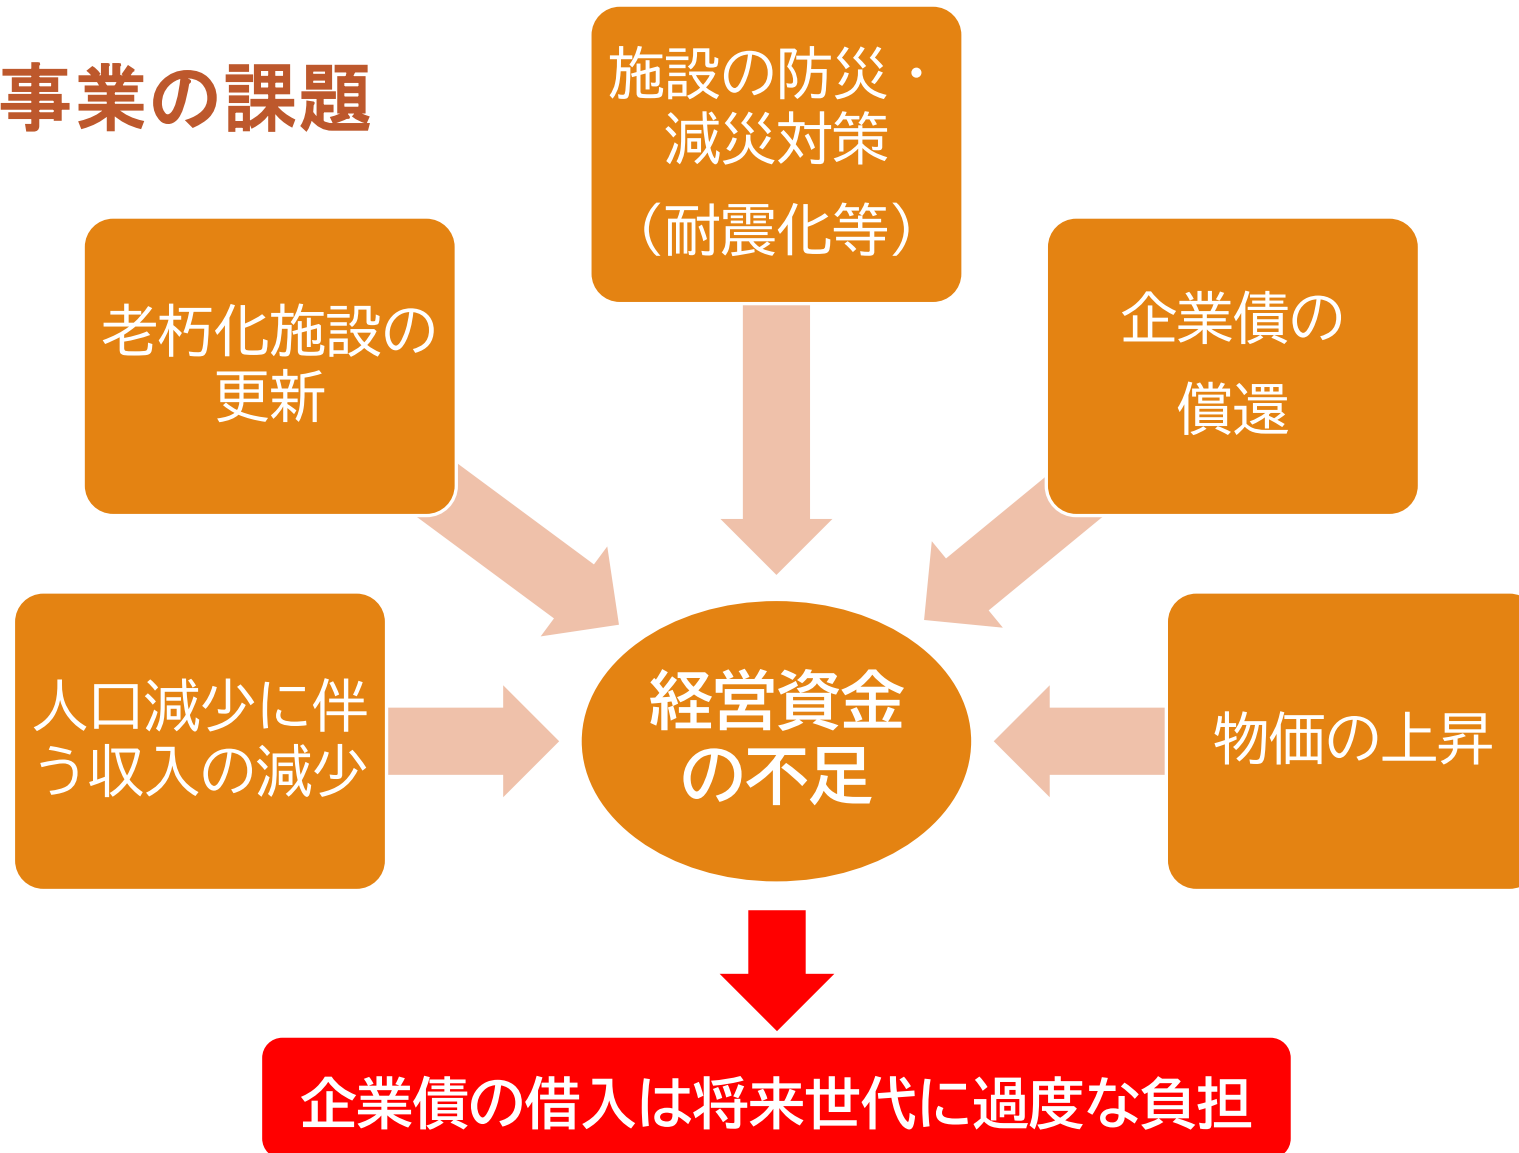 事業の課題
施設の防災・
減災対策
（耐震化等）
老朽化施設の
更新
企業債の
償還
人口減少に伴
う収入の減少
経営資金
の不足
物価の上昇
企業債の借入は将来世代に過度な負担